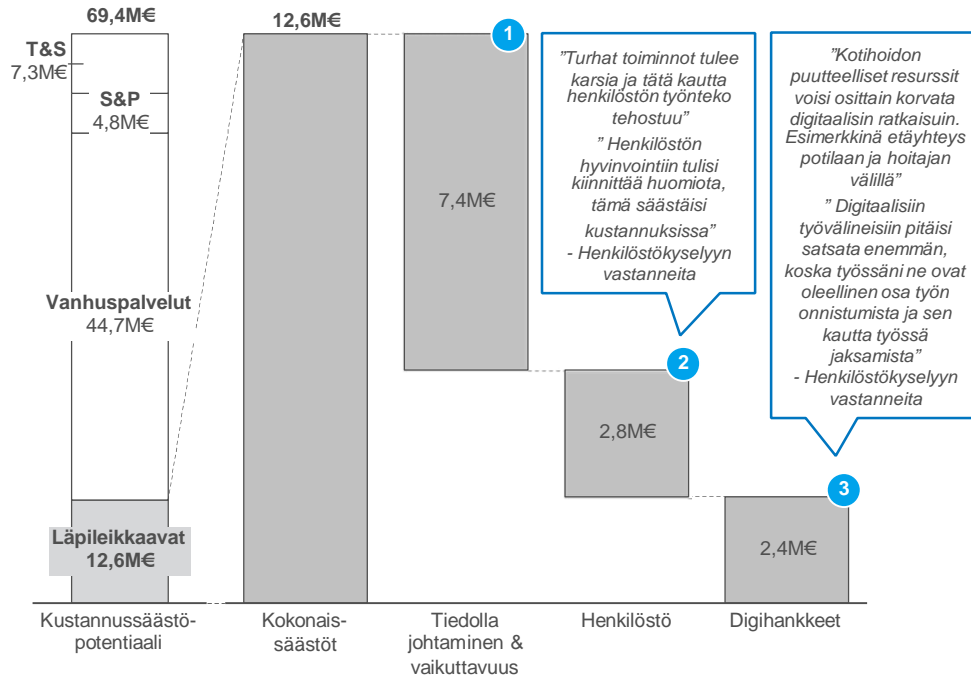 69,4M€
T&S
7,3M€
S&P
4,8M€
Vanhuspalvelut
44,7M€
Läpileikkaavat
12,6M€
Kustannussäästö-
potentiaali
12,6M€
Kokonais-
säästöt
1
7,4M€
Tiedolla
johtaminen &
vaikuttavuus
”Turhat toiminnot tulee
karsia ja tätä kautta
henkilöstön työnteko
tehostuu”
” Henkilöstön
hyvinvointiin tulisi
kiinnittää huomiota,
tämä säästäisi
kustannuksissa”
- Henkilöstökyselyyn
vastanneita
2
2,8M€
Henkilöstö
”Kotihoidon
puutteelliset resurssit
voisi osittain korvata
digitaalisin ratkaisuin.
Esimerkkinä etäyhteys
potilaan ja hoitajan
välillä”
” Digitaalisiin
työvälineisiin pitäisi
satsata enemmän,
koska työssäni ne ovat
oleellinen osa työn
onnistumista ja sen
kautta työssä
jaksamista”
- Henkilöstökyselyyn
vastanneita
3
2,4M€
Digihankkeet